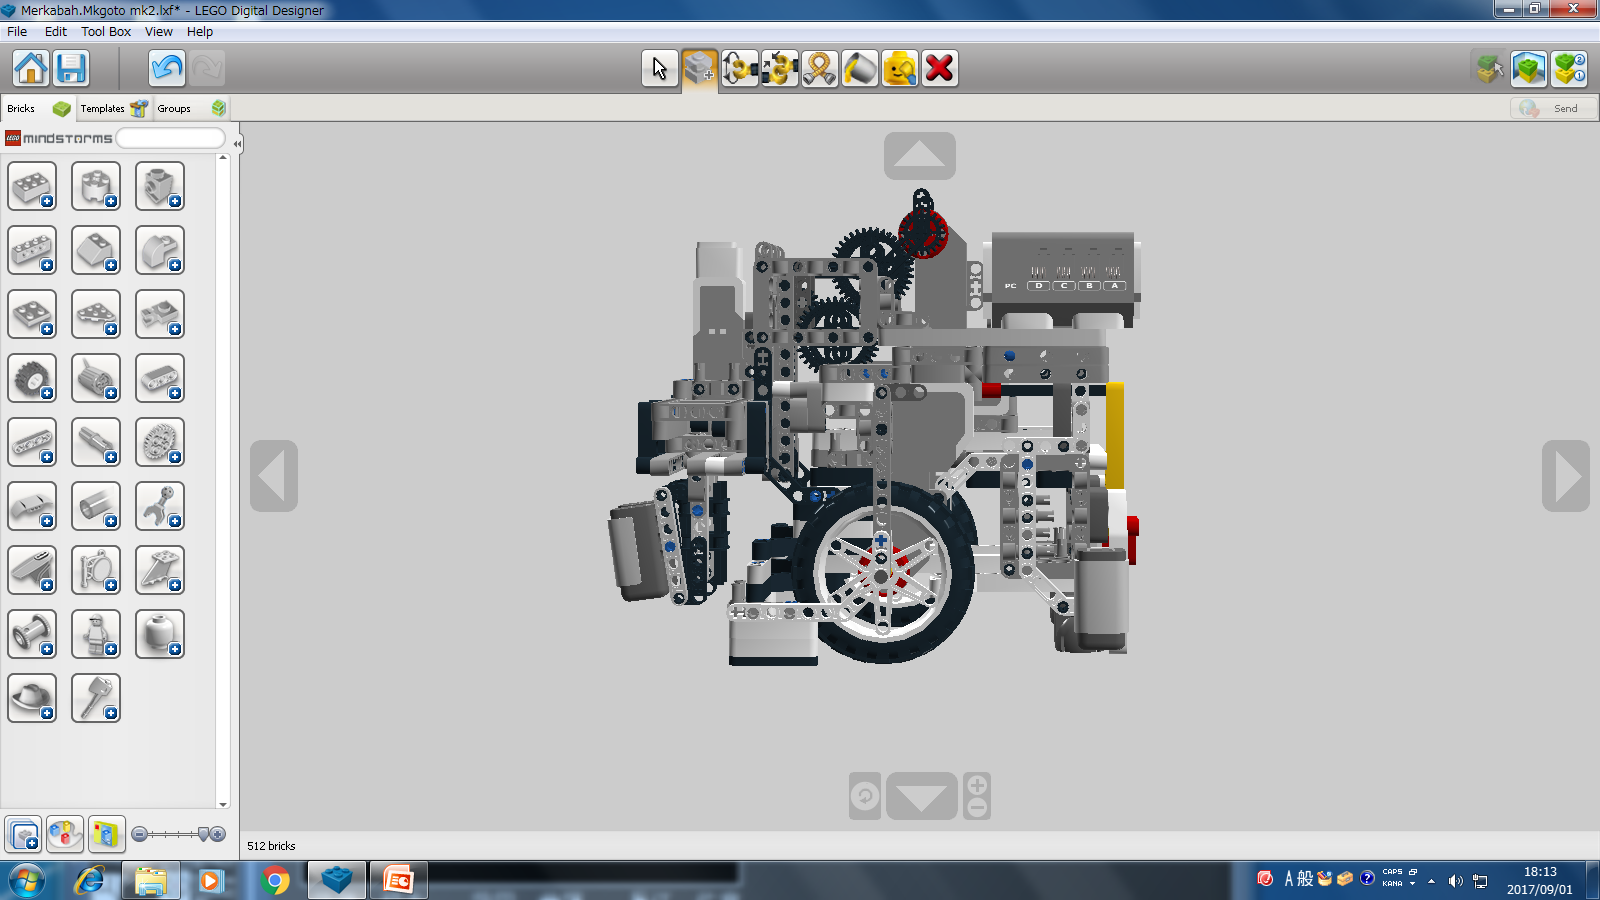 Merkabah.Mkgoto mk2.lxf* - LEGO Digital Designer
File Edit Tool Box View Help
Bricks Templates Groups
Send
LEGO mindstorms
PC D C B A
512 bricks
A 般 CAPS
KANA
18:13
2017/09/01